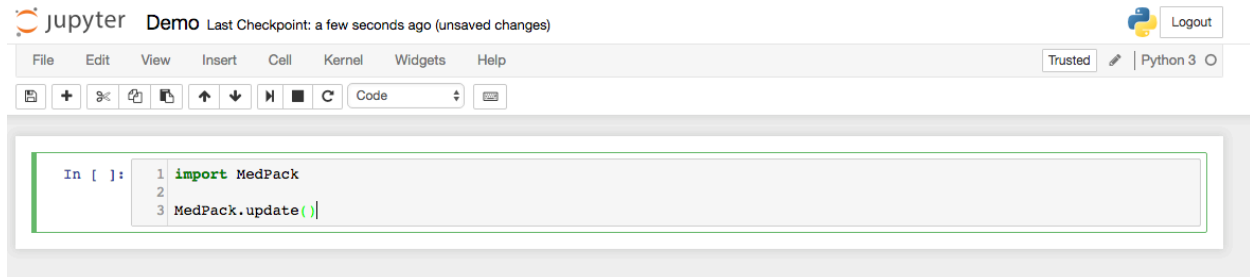 jupyter Demo Last Checkpoint: a few seconds ago (unsaved changes) Logout
File Edit View Insert Cell Kernel Widgets Help Trusted Python 3
Code
In [ ]: 1 import MedPack
2
3 MedPack.update()